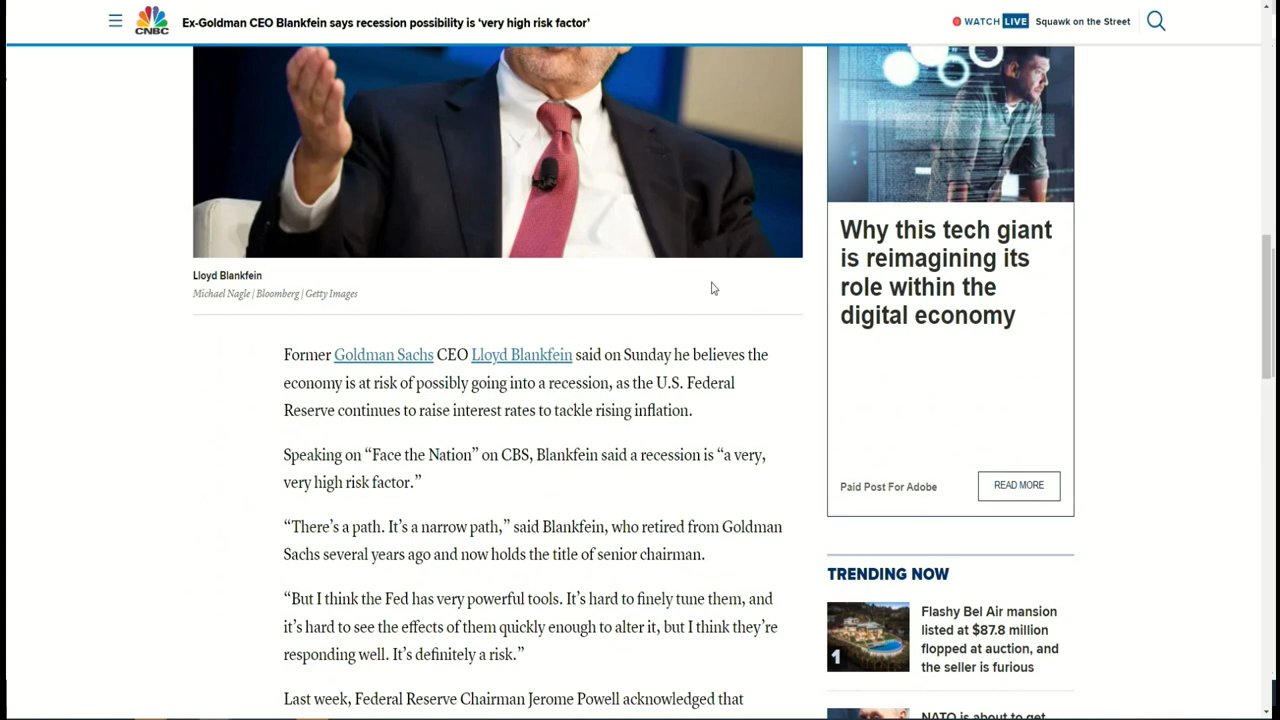 CNBC
Ex-Goldman CEO Blankfein says recession possibility is ‘very high risk factor’
WATCH LIVE Squawk on the Street
Lloyd Blankfein
Michael Nagle | Bloomberg | Getty Images
Former Goldman Sachs CEO Lloyd Blankfein said on Sunday he believes the
economy is at risk of possibly going into a recession, as the U.S. Federal
Reserve continues to raise interest rates to tackle rising inflation.
Speaking on “Face the Nation” on CBS, Blankfein said a recession is “a very,
very high risk factor.”
“There’s a path. It’s a narrow path,” said Blankfein, who retired from Goldman
Sachs several years ago and now holds the title of senior chairman.
“But I think the Fed has very powerful tools. It’s hard to finely tune them, and
it’s hard to see the effects of them quickly enough to alter it, but I think they’re
responding well. It’s definitely a risk.”
Last week, Federal Reserve Chairman Jerome Powell acknowledged that
Why this tech giant
is reimagining its
role within the
digital economy
Paid Post For Adobe
READ MORE
TRENDING NOW
1
Flashy Bel Air mansion
listed at $87.8 million
flopped at auction, and
the seller is furious
NATO is about to get